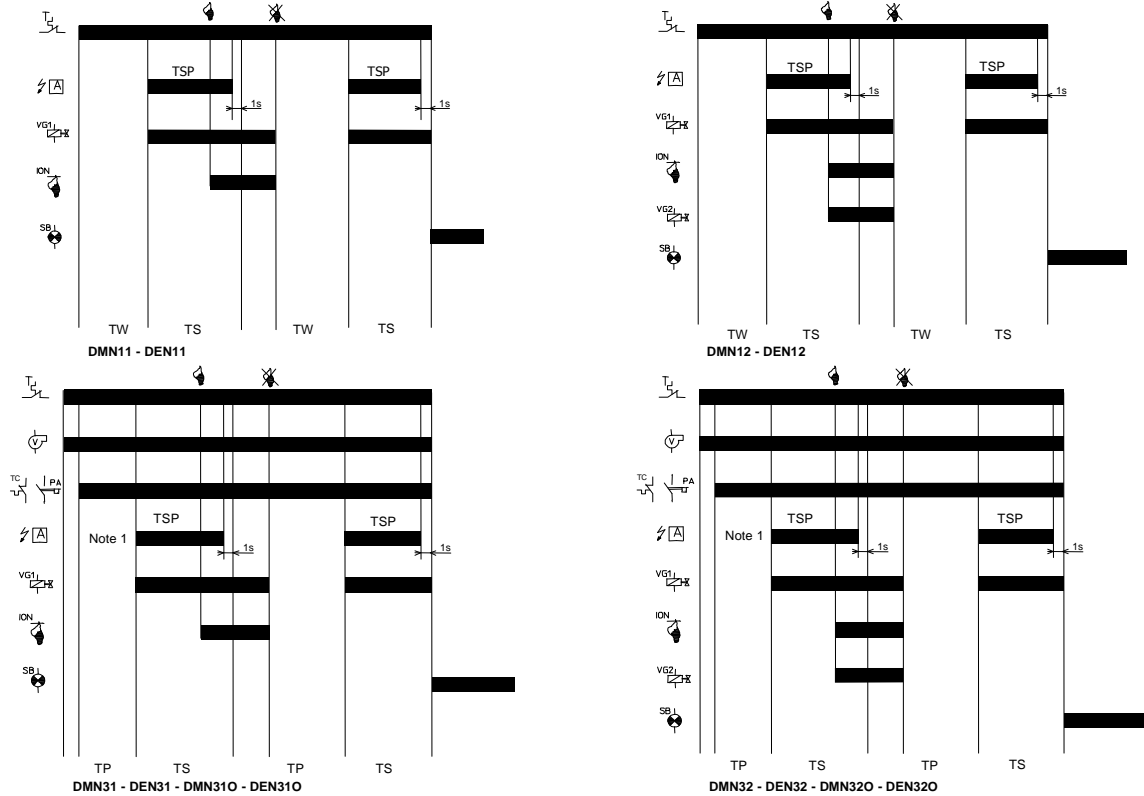 T
A
TSP
TSP
1s
1s
VG1
ION
SB
TW TS TW TS
DMN11 - DEN11
T
A
TSP
TSP
1s
1s
VG1
ION
VG2
SB
TW TS TW TS
DMN12 - DEN12
T
V
TC PA
A
Note 1
TSP
TSP
1s
1s
VG1
ION
SB
TP TS TP TS
DMN31 - DEN31 - DMN31O - DEN31O
T
V
TC PA
A
Note 1
TSP
TSP
1s
1s
VG1
ION
VG2
SB
TP TS TP TS
DMN32 - DEN32 - DMN32O - DEN32O